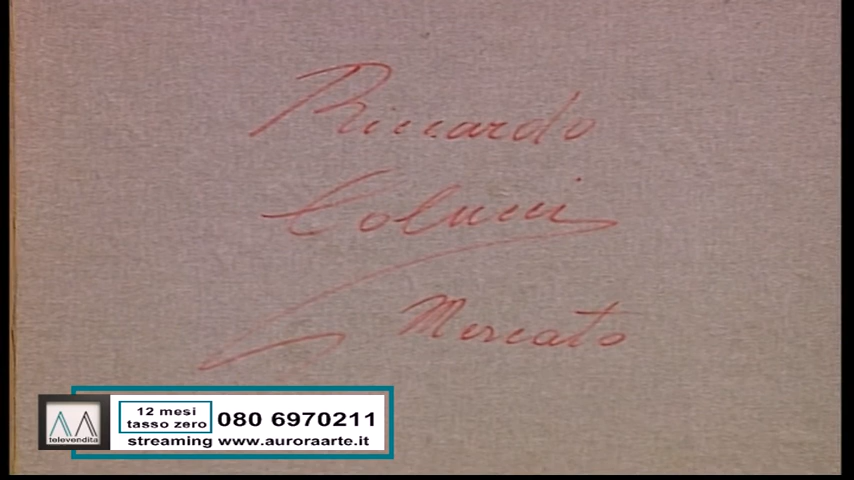 Riccardo
Colucci
Mercato
12 mesi
tasso zero
080 6970211
televendita
streaming www.auroraarte.it